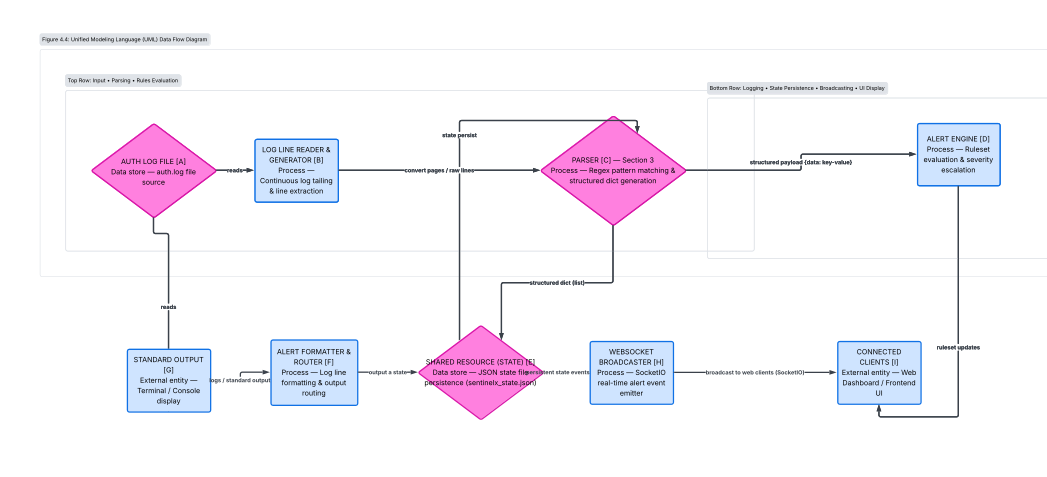 Figure 4.4: Unified Modeling Language (UML) Data Flow Diagram
Top Row: Input • Parsing • Rules Evaluation
Bottom Row: Logging • State Persistence • Broadcasting • UI Display
state persist
AUTH LOG FILE [A]
Data store — auth.log file
source
reads
LOG LINE READER &
GENERATOR [B]
Process —
Continuous log tailing
& line extraction
convert pages / raw lines
PARSER [C] — Section 3
Process — Regex pattern matching &
structured dict generation
structured payload {data: key-value}
ALERT ENGINE [D]
Process — Ruleset
evaluation & severity
escalation
structured dict (list)
reads
ruleset updates
STANDARD OUTPUT
[G]
External entity —
Terminal / Console
display
logs / standard output
ALERT FORMATTER &
ROUTER [F]
Process — Log line
formatting & output
routing
output a state
SHARED RESOURCE (STATE) [E]
Data store — JSON state file
persistence (sentinelx_state.json)
state events
WEBSOCKET
BROADCASTER [H]
Process — SocketIO
real-time alert event
emitter
broadcast to web clients (SocketIO)
CONNECTED
CLIENTS [I]
External entity — Web
Dashboard / Frontend
UI